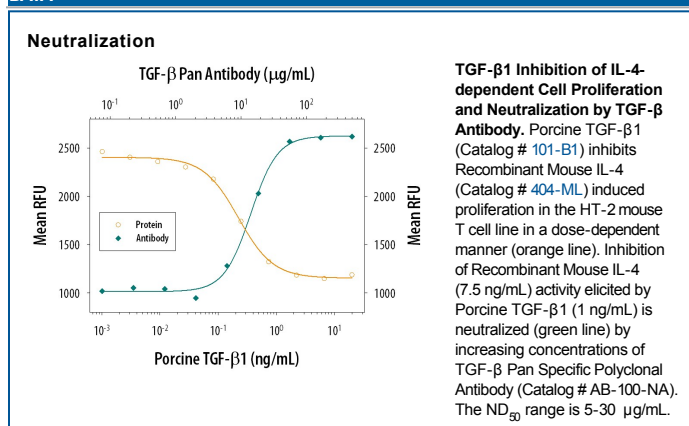 Neutralization
TGF-β Pan Antibody (µg/mL)
10⁻¹ 10⁰ 10¹ 10²
2500 2500
2000 2000
1500 1500
1000 1000
Mean RFU
Mean RFU
Protein
Antibody
10⁻³ 10⁻² 10⁻¹ 10⁰ 10¹
Porcine TGF-β1 (ng/mL)
TGF-β1 Inhibition of IL-4-
dependent Cell Proliferation
and Neutralization by TGF-β
Antibody. Porcine TGF-β1
(Catalog # 101-B1) inhibits
Recombinant Mouse IL-4
(Catalog # 404-ML) induced
proliferation in the HT-2 mouse
T cell line in a dose-dependent
manner (orange line). Inhibition
of Recombinant Mouse IL-4
(7.5 ng/mL) activity elicited by
Porcine TGF-β1 (1 ng/mL) is
neutralized (green line) by
increasing concentrations of
TGF-β Pan Specific Polyclonal
Antibody (Catalog # AB-100-NA).
The ND₅₀ range is 5-30 µg/mL.